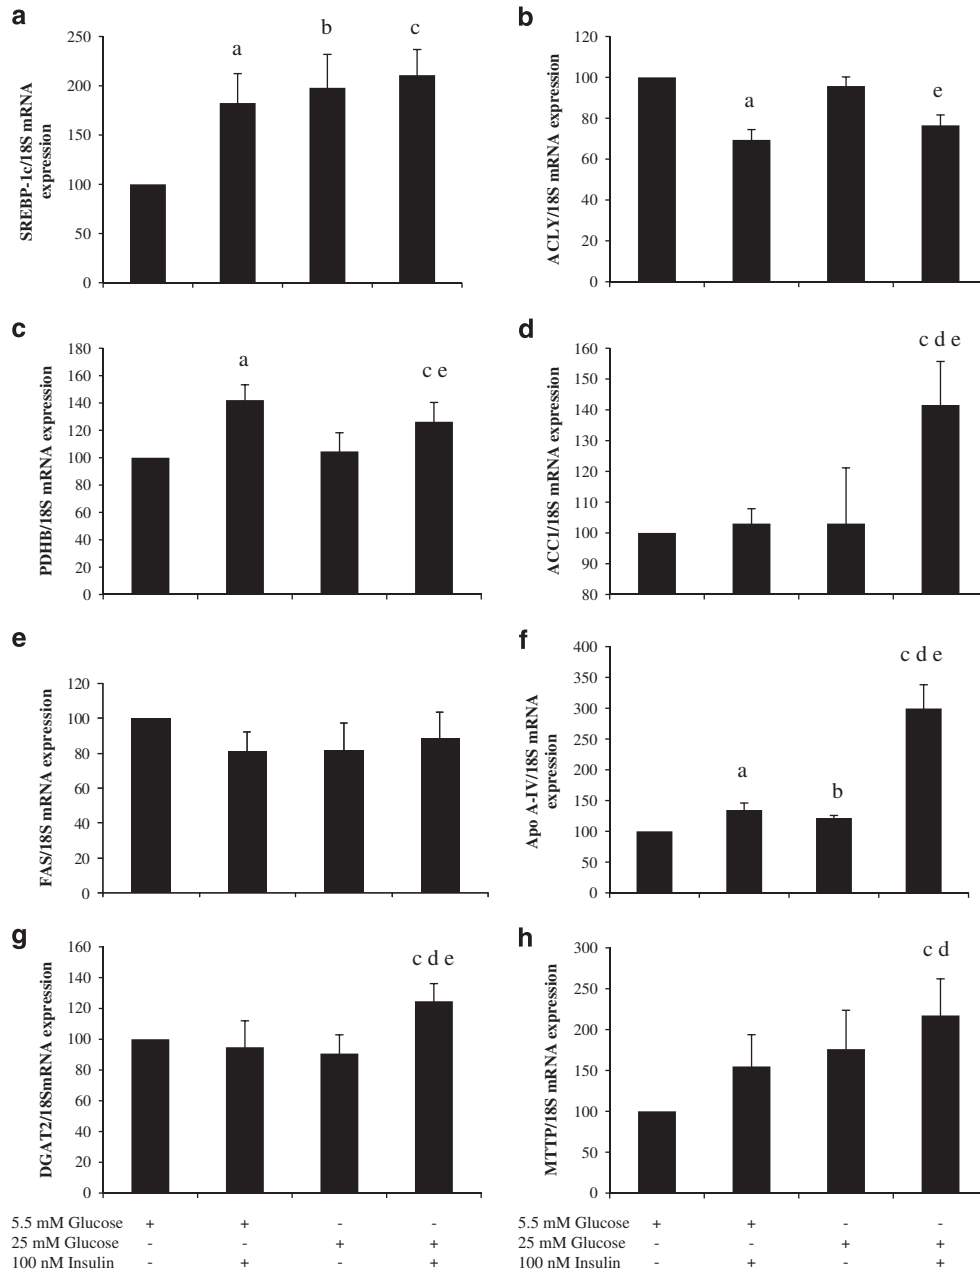 a
SREBP-1c/18S mRNA
expression
250
200
150
100
50
0
a
b
c
b
ACLY/18S mRNA expression
120
100
80
60
40
20
0
a
e
c
PDHB/18S mRNA expression
180
160
140
120
100
80
60
40
20
0
a
c e
d
ACC1/18S mRNA expression
160
150
140
130
120
110
100
90
80
c d e
e
FAS/18S mRNA expression
120
100
80
60
40
20
0
f
Apo A-IV/18S mRNA
expression
400
350
300
250
200
150
100
50
0
a
b
c d e
g
DGAT2/18SmRNA expression
160
140
120
100
80
60
40
20
0
c d e
h
MTTP/18S mRNA expression
300
250
200
150
100
50
0
c d
5.5 mM Glucose + + - -
25 mM Glucose - - + +
100 nM Insulin - + - +
5.5 mM Glucose + + - -
25 mM Glucose - - + +
100 nM Insulin - + - +